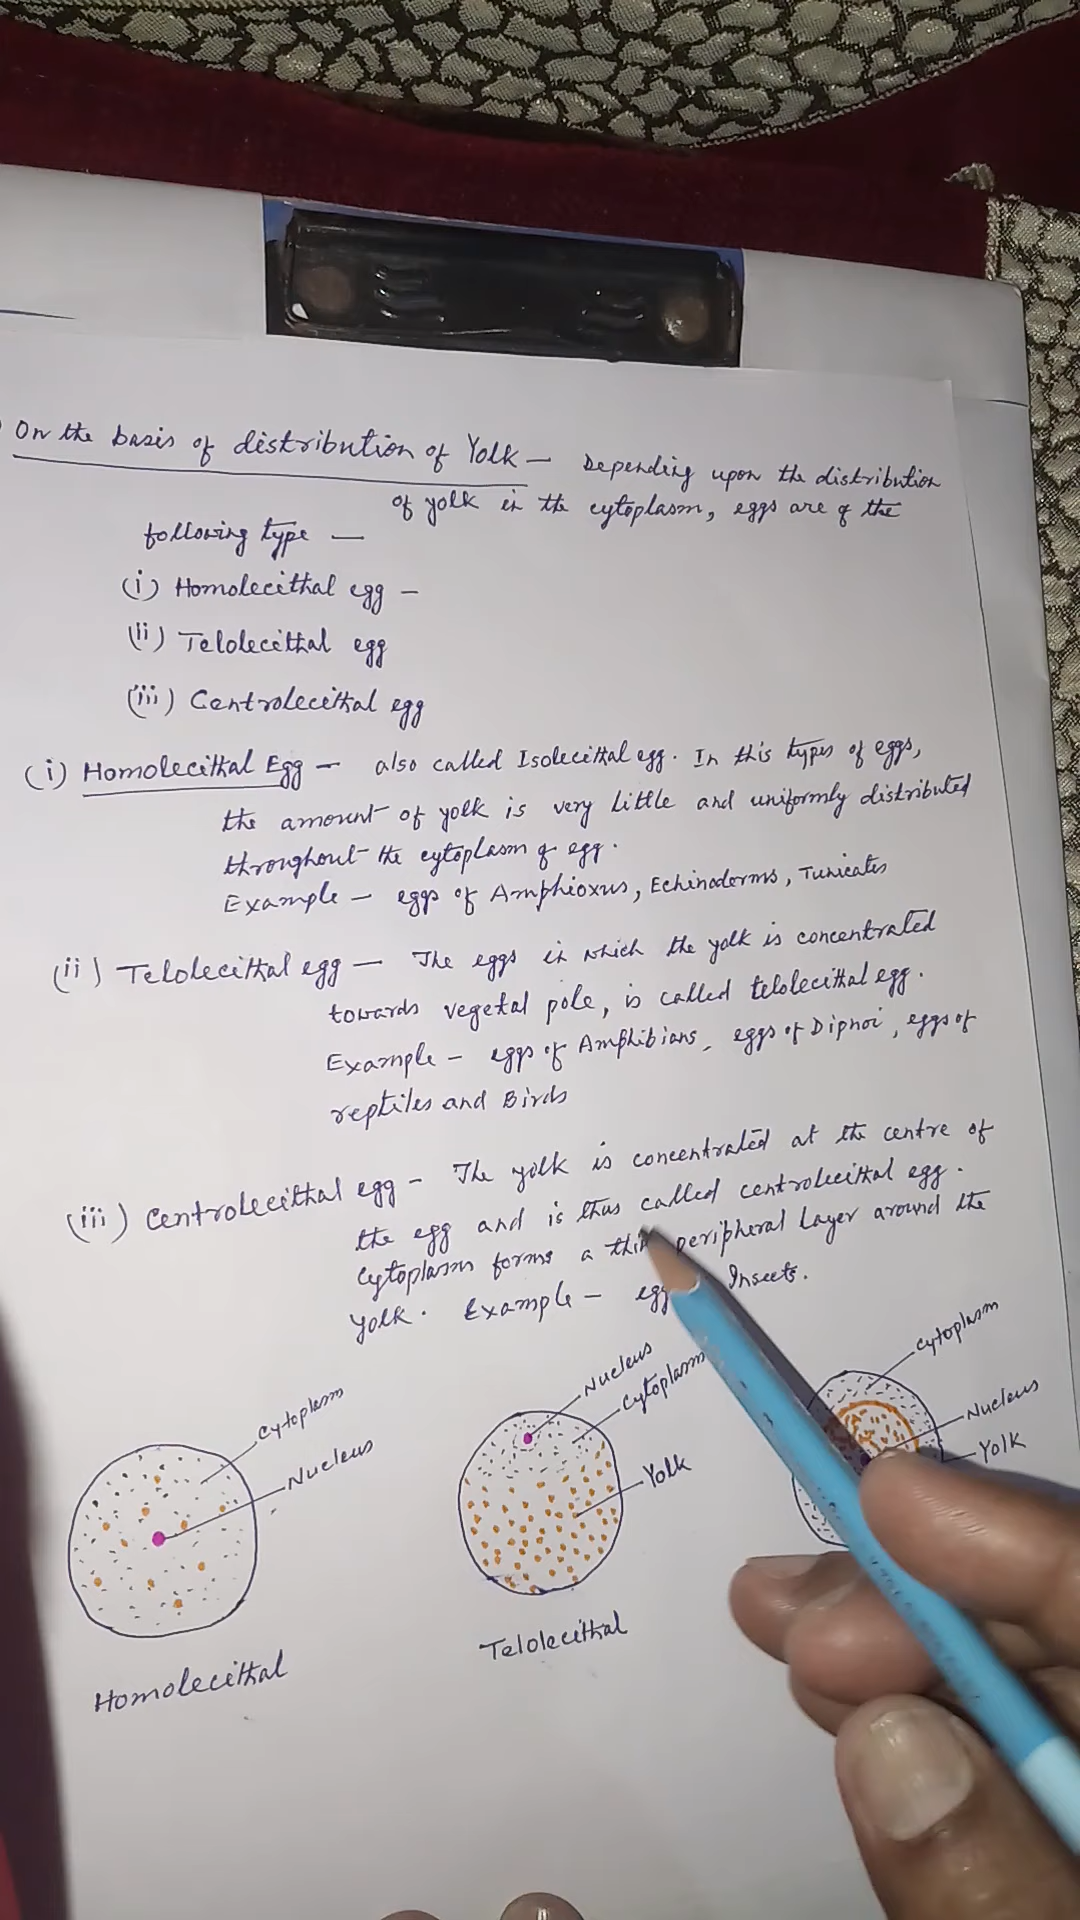 On the basis of distribution of Yolk — Depending upon the distribution
of yolk in the cytoplasm, eggs are of the
following type —
(i) Homolecithal egg —
(ii) Telolecithal egg
(iii) Centrolecithal egg
(i) Homolecithal Egg — also called Isolecithal egg. In this types of eggs,
the amount of yolk is very little and uniformly distributed
throughout the cytoplasm of egg.
Example — eggs of Amphioxus, Echinoderms, Tunicates
(ii) Telolecithal egg — The eggs in which the yolk is concentrated
towards vegetal pole, is called telolecithal egg.
Example — eggs of Amphibians, eggs of Dipnoi, eggs of
reptiles and Birds
(iii) Centrolecithal egg — The yolk is concentrated at the centre of
the egg and is thus called centrolecithal egg.
Cytoplasm forms a thin peripheral layer around the
yolk. Example — egg Insects.
Cytoplasm
Nucleus
Homolecithal
Nucleus
Cytoplasm
Yolk
Telolecithal
Cytoplasm
Nucleus
Yolk